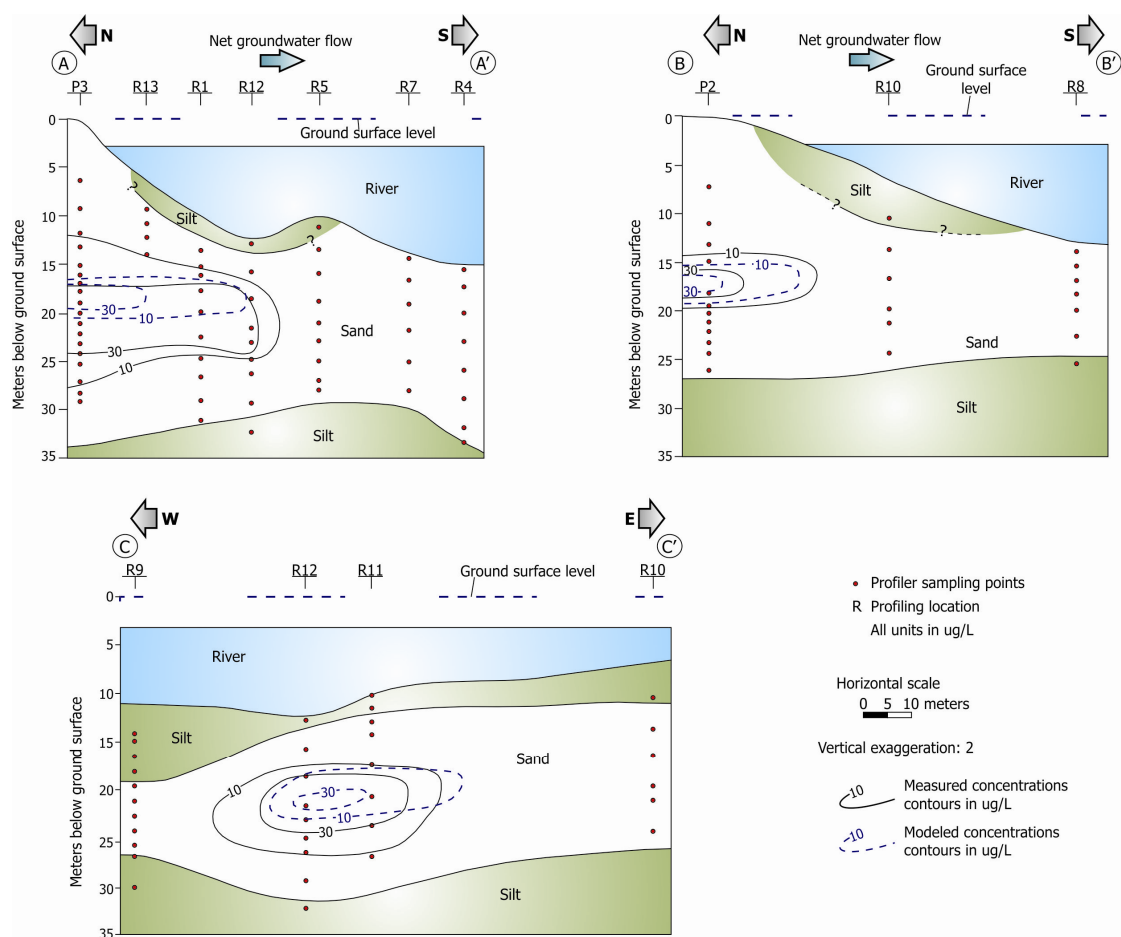 N
Net groundwater flow
S
A
A'
P3 R13 R1 R12 R5 R7 R4
Ground surface level
Meters below ground surface
0
5
10
15
20
25
30
35
?
Silt
?
River
Sand
30
10
30
10
Silt
N
Net groundwater flow
S
B
B'
P2 R10 R8
Ground surface
level
Meters below ground surface
0
5
10
15
20
25
30
35
Silt
?
?
River
10
10
30
30
Sand
Silt
W
E
C
C'
R9 R12 R11 R10
Ground surface level
Meters below ground surface
0
5
10
15
20
25
30
35
River
Silt
Sand
10
30
10
30
Silt
Silt
Profiler sampling points
R Profiling location
All units in ug/L
Horizontal scale
0 5 10 meters
Vertical exaggeration: 2
10
Measured concentrations
contours in ug/L
10
Modeled concentrations
contours in ug/L